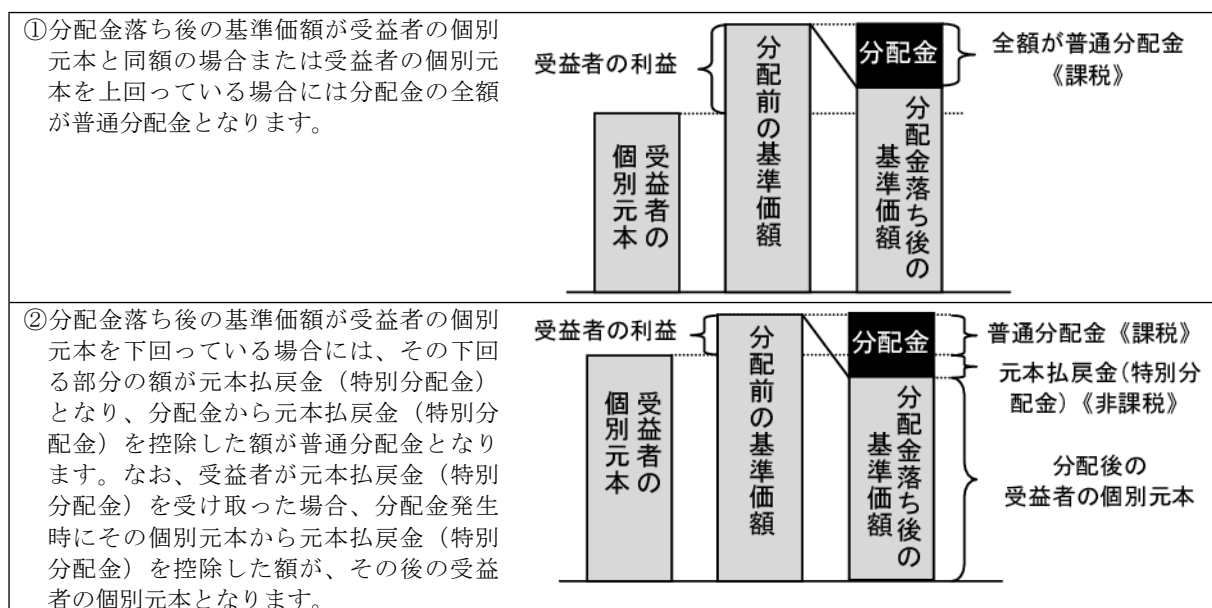 ①分配金落ち後の基準価額が受益者の個別
元本と同額の場合または受益者の個別元
本を上回っている場合には分配金の全額
が普通分配金となります。
受益者の利益
受益者の
個別元本
分配前の基準価額
分配金
分配金落ち後の
基準価額
全額が普通分配金
《課税》
②分配金落ち後の基準価額が受益者の個別
元本を下回っている場合には、その下回
る部分の額が元本払戻金（特別分配金）
となり、分配金から元本払戻金（特別分
配金）を控除した額が普通分配金となり
ます。なお、受益者が元本払戻金（特別
分配金）を受け取った場合、分配金発生
時にその個別元本から元本払戻金（特別
分配金）を控除した額が、その後の受益
者の個別元本となります。
受益者の利益
受益者の
個別元本
分配前の基準価額
分配金
分配金落ち後の
基準価額
普通分配金《課税》
元本払戻金(特別分
配金)《非課税》
分配後の
受益者の個別元本